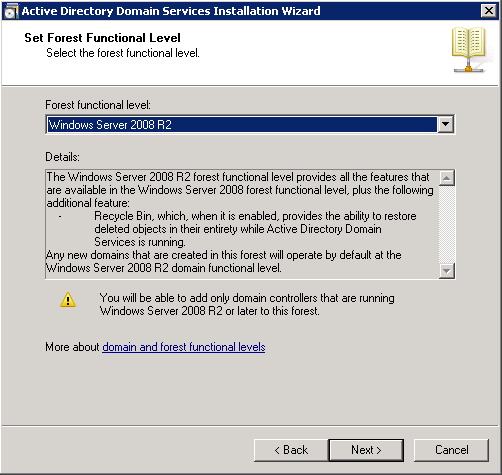 Active Directory Domain Services Installation Wizard
Set Forest Functional Level
Select the forest functional level.
Forest functional level:
Windows Server 2008 R2
Details:
The Windows Server 2008 R2 forest functional level provides all the features that
are available in the Windows Server 2008 forest functional level, plus the following
additional feature:
- Recycle Bin, which, when it is enabled, provides the ability to restore
deleted objects in their entirety while Active Directory Domain
Services is running.
Any new domains that are created in this forest will operate by default at the
Windows Server 2008 R2 domain functional level.
You will be able to add only domain controllers that are running
Windows Server 2008 R2 or later to this forest.
More about domain and forest functional levels
< Back Next > Cancel